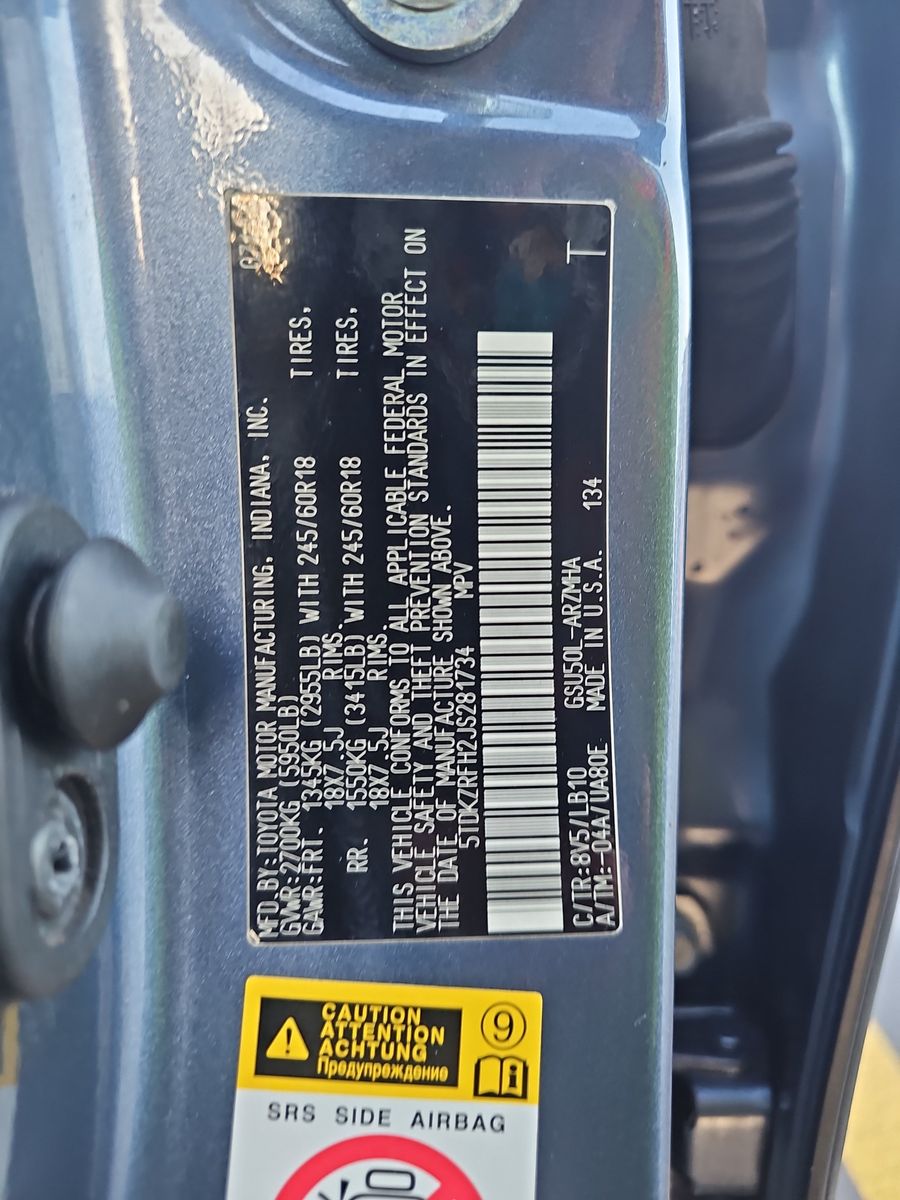 MFD.BY:TOYOTA MOTOR MANUFACTURING, INDIANA, INC.
GVWR:2700KG (5950LB)
GAWR:FRT. 1345KG (2955LB) WITH 245/60R18 TIRES,
18X7.5J RIMS.
RR. 1550KG (3415LB) WITH 245/60R18 TIRES,
18X7.5J RIMS.
THIS VEHICLE CONFORMS TO ALL APPLICABLE FEDERAL MOTOR
VEHICLE SAFETY AND THEFT PREVENTION STANDARDS IN EFFECT ON
THE DATE OF MANUFACTURE SHOWN ABOVE.
5TDKZRFH2JS281734 MPV
C/TR:8V5/LB10 GSU50L-ARZMHA
A/TM:-04A/UA80E MADE IN U.S.A. 134 T
CAUTION
ATTENTION
ACHTUNG
Предупреждение
9
i
SRS SIDE AIRBAG